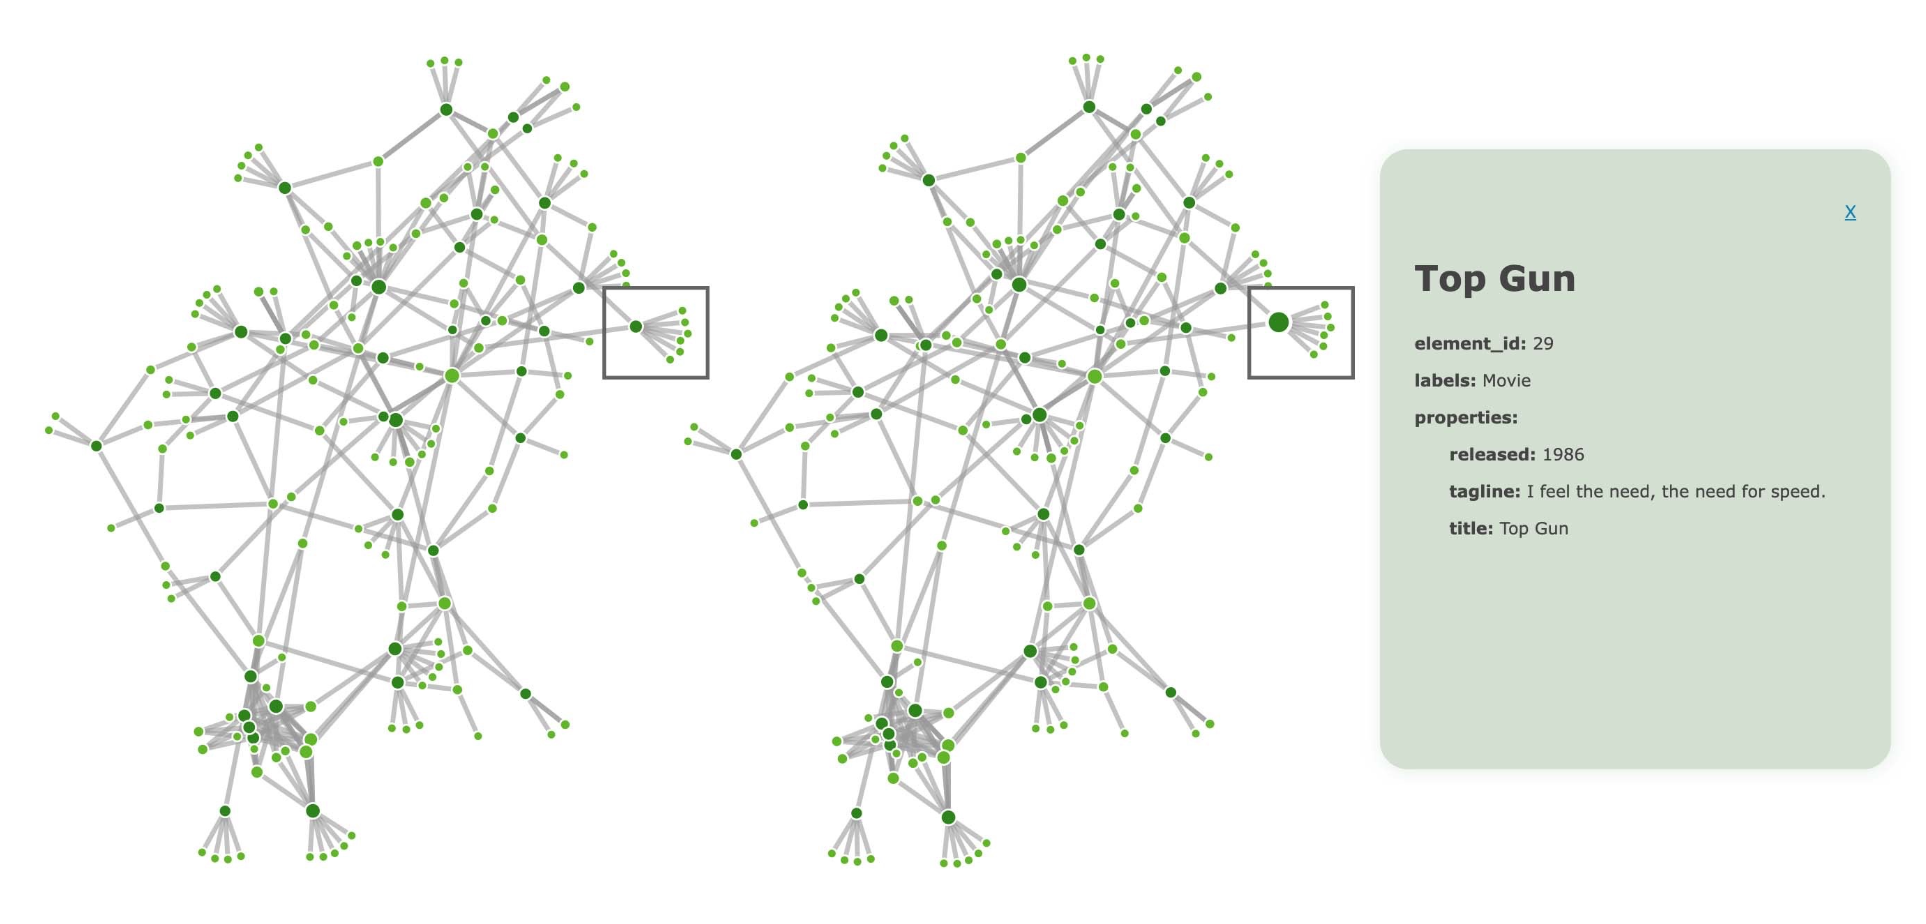 X
Top Gun
element_id: 29
labels: Movie
properties:
released: 1986
tagline: I feel the need, the need for speed.
title: Top Gun